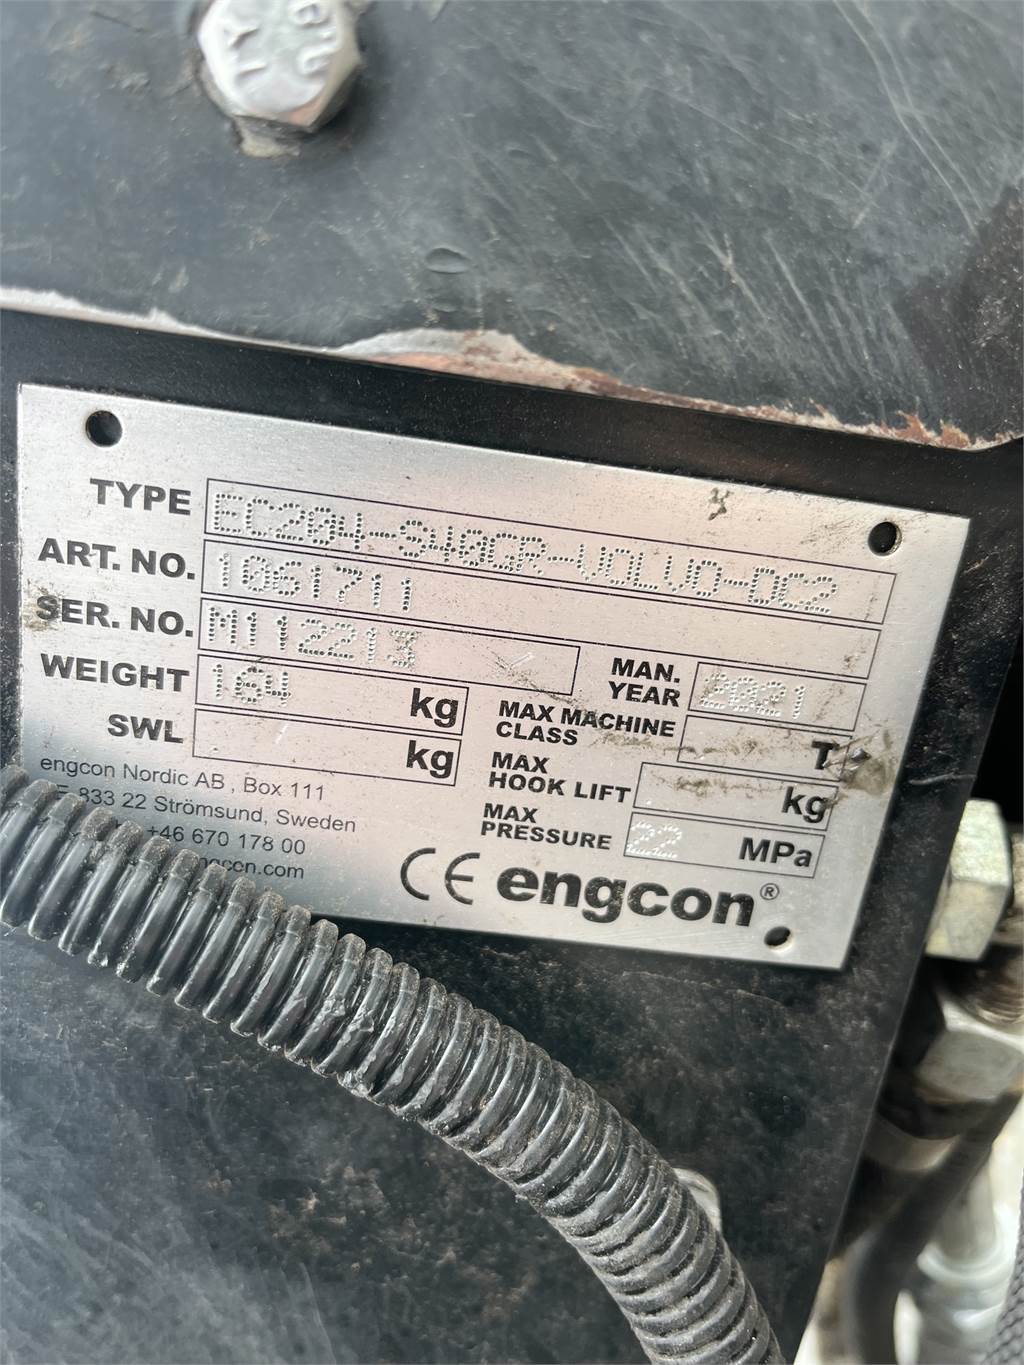 TYPE EC204-S40GR-VOLVO-DC2
ART. NO. 1061711
SER. NO. M112213
MAN. YEAR 2021
WEIGHT 164 kg
MAX MACHINE CLASS T
SWL kg
MAX HOOK LIFT kg
MAX PRESSURE 22 MPa
engcon Nordic AB, Box 111
833 22 Strömsund, Sweden
+46 670 178 00
CE engcon®